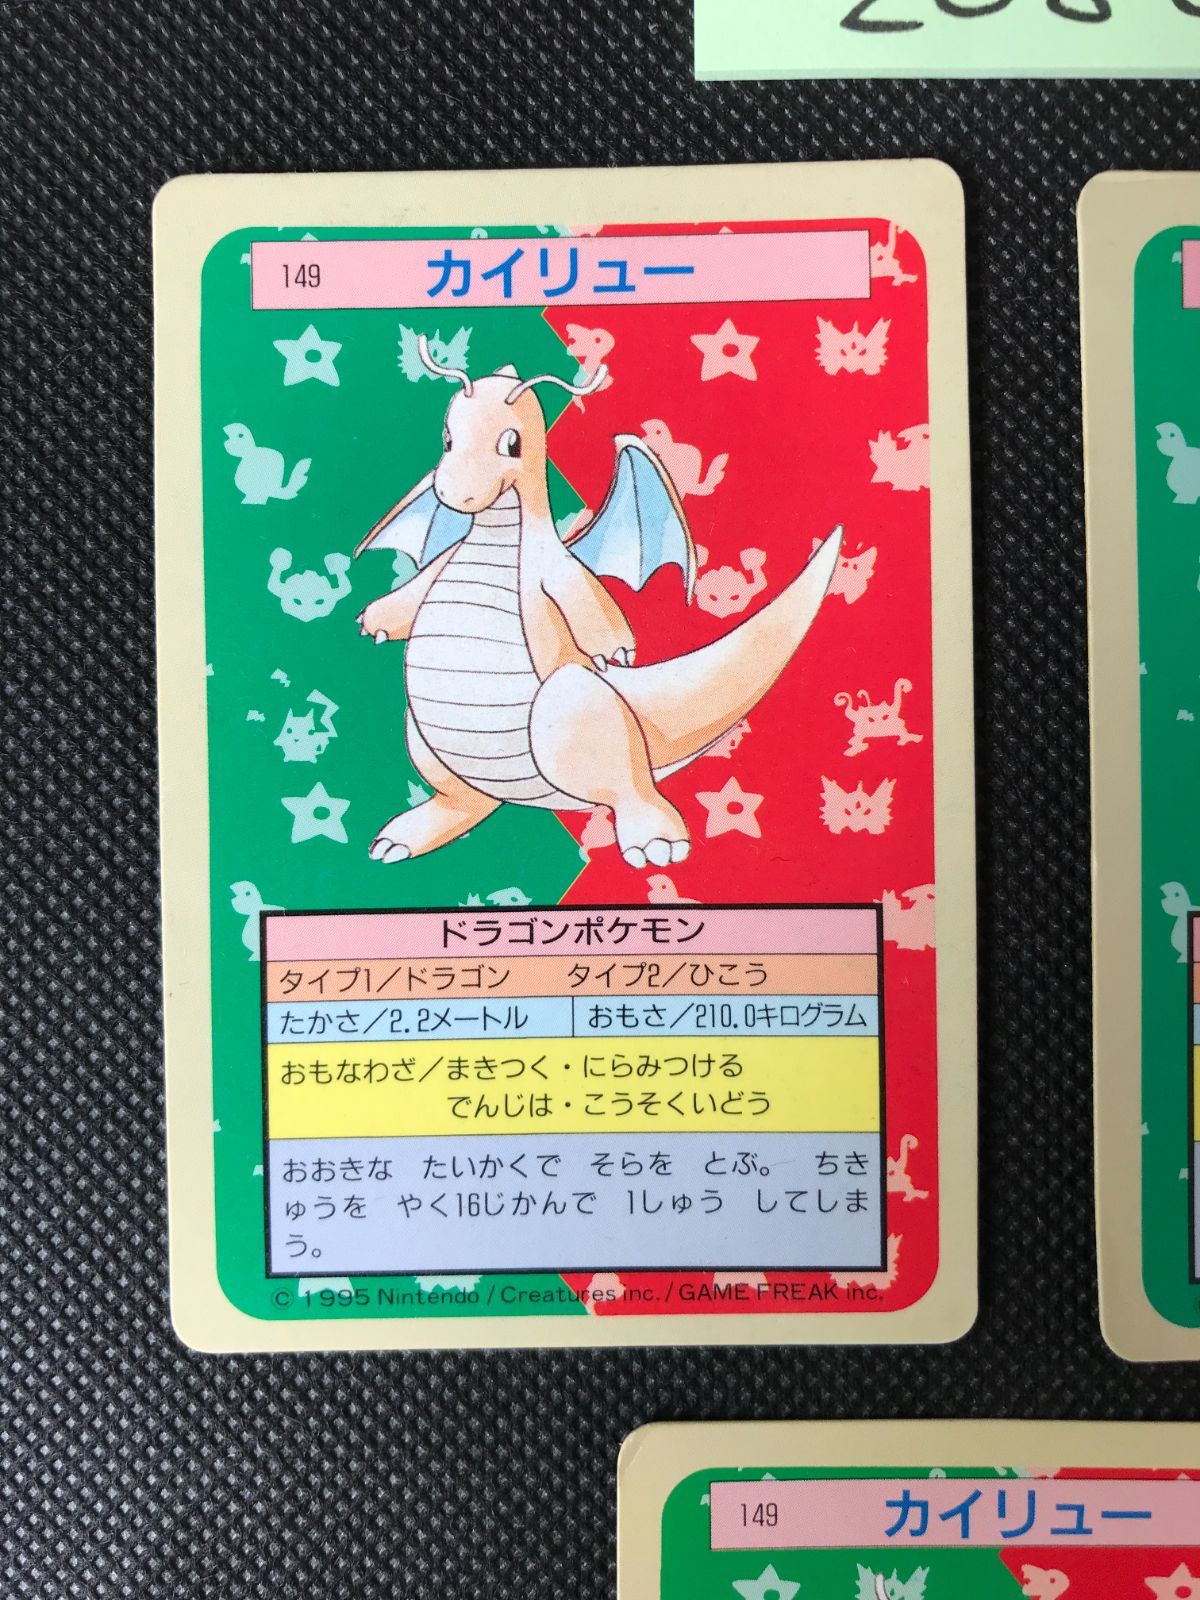 149 カイリュー
ドラゴンポケモン
タイプ1/ドラゴン タイプ2/ひこう
たかさ/2.2メートル おもさ/210.0キログラム
おもなわざ/まきつく・にらみつける
でんじは・こうそくいどう
おおきな たいかくで そらを とぶ。 ちき
ゅうを やく16じかんで 1しゅう してしま
う。
© 1995 Nintendo / Creatures inc. / GAME FREAK inc.
149 カイリュー